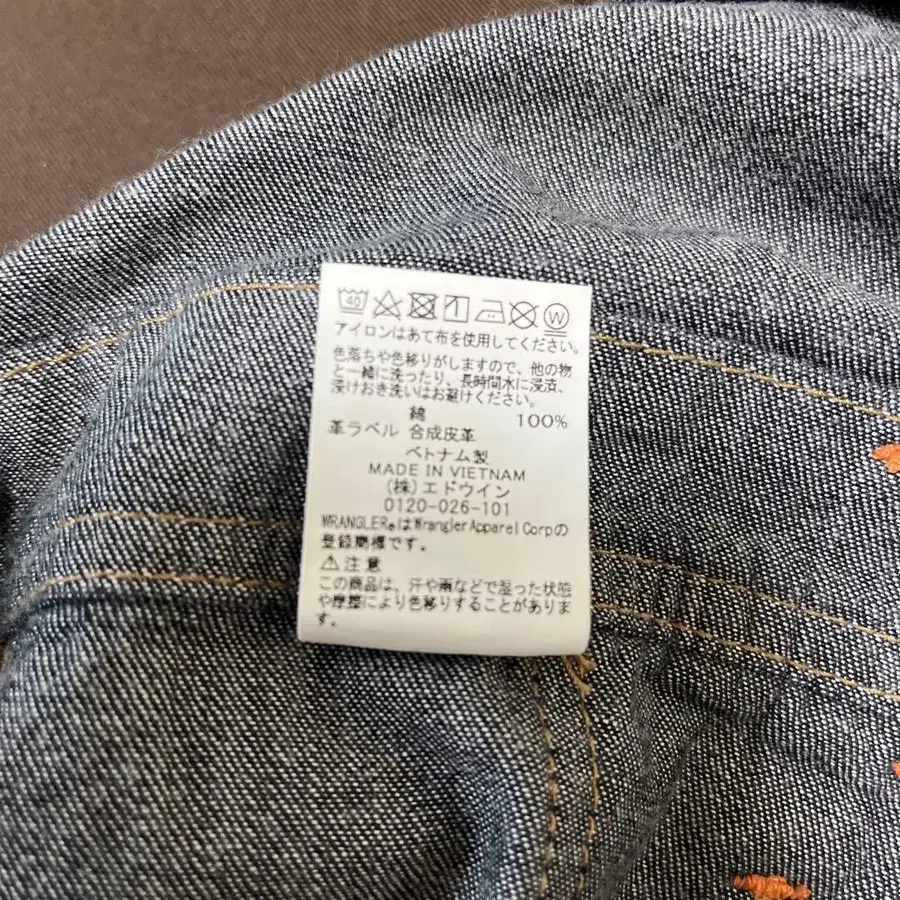 40 W
アイロンはあて布を使用してください。
色落ちや色移りがしますので、他の物
と一緒に洗ったり、長時間水に浸漬、
浸けおき洗いはお避けください。
綿 100%
革ラベル 合成皮革
ベトナム製
MADE IN VIETNAM
(株)エドウイン
0120-026-101
WRANGLER®はWrangler Apparel Corpの
登録商標です。
⚠注意
この商品は、汗や雨などで湿った状態
や摩擦により色移りすることがありま
す。